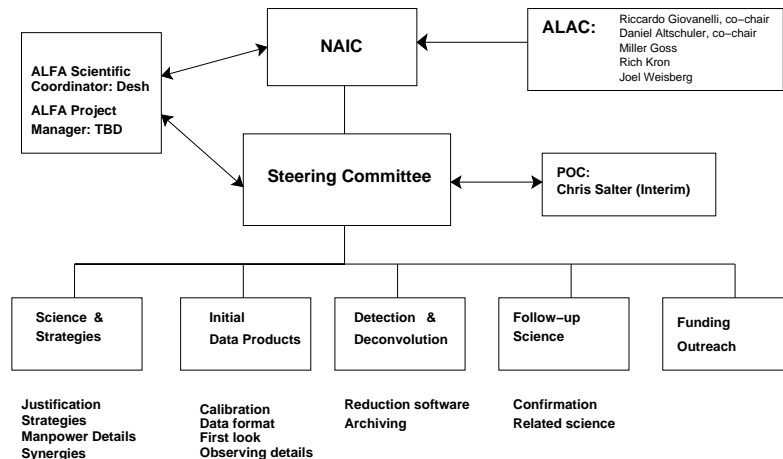 NAIC
ALAC:
Riccardo Giovanelli, co−chair
Daniel Altschuler, co−chair
Miller Goss
Rich Kron
Joel Weisberg
ALFA Scientific
Coordinator: Desh
ALFA Project
Manager: TBD
Steering Committee
POC:
Chris Salter (Interim)
Science &
Strategies
Initial
Data Products
Detection &
Deconvolution
Follow−up
Science
Funding
Outreach
Justification
Strategies
Manpower Details
Synergies
Calibration
Data format
First look
Observing details
Reduction software
Archiving
Confirmation
Related science